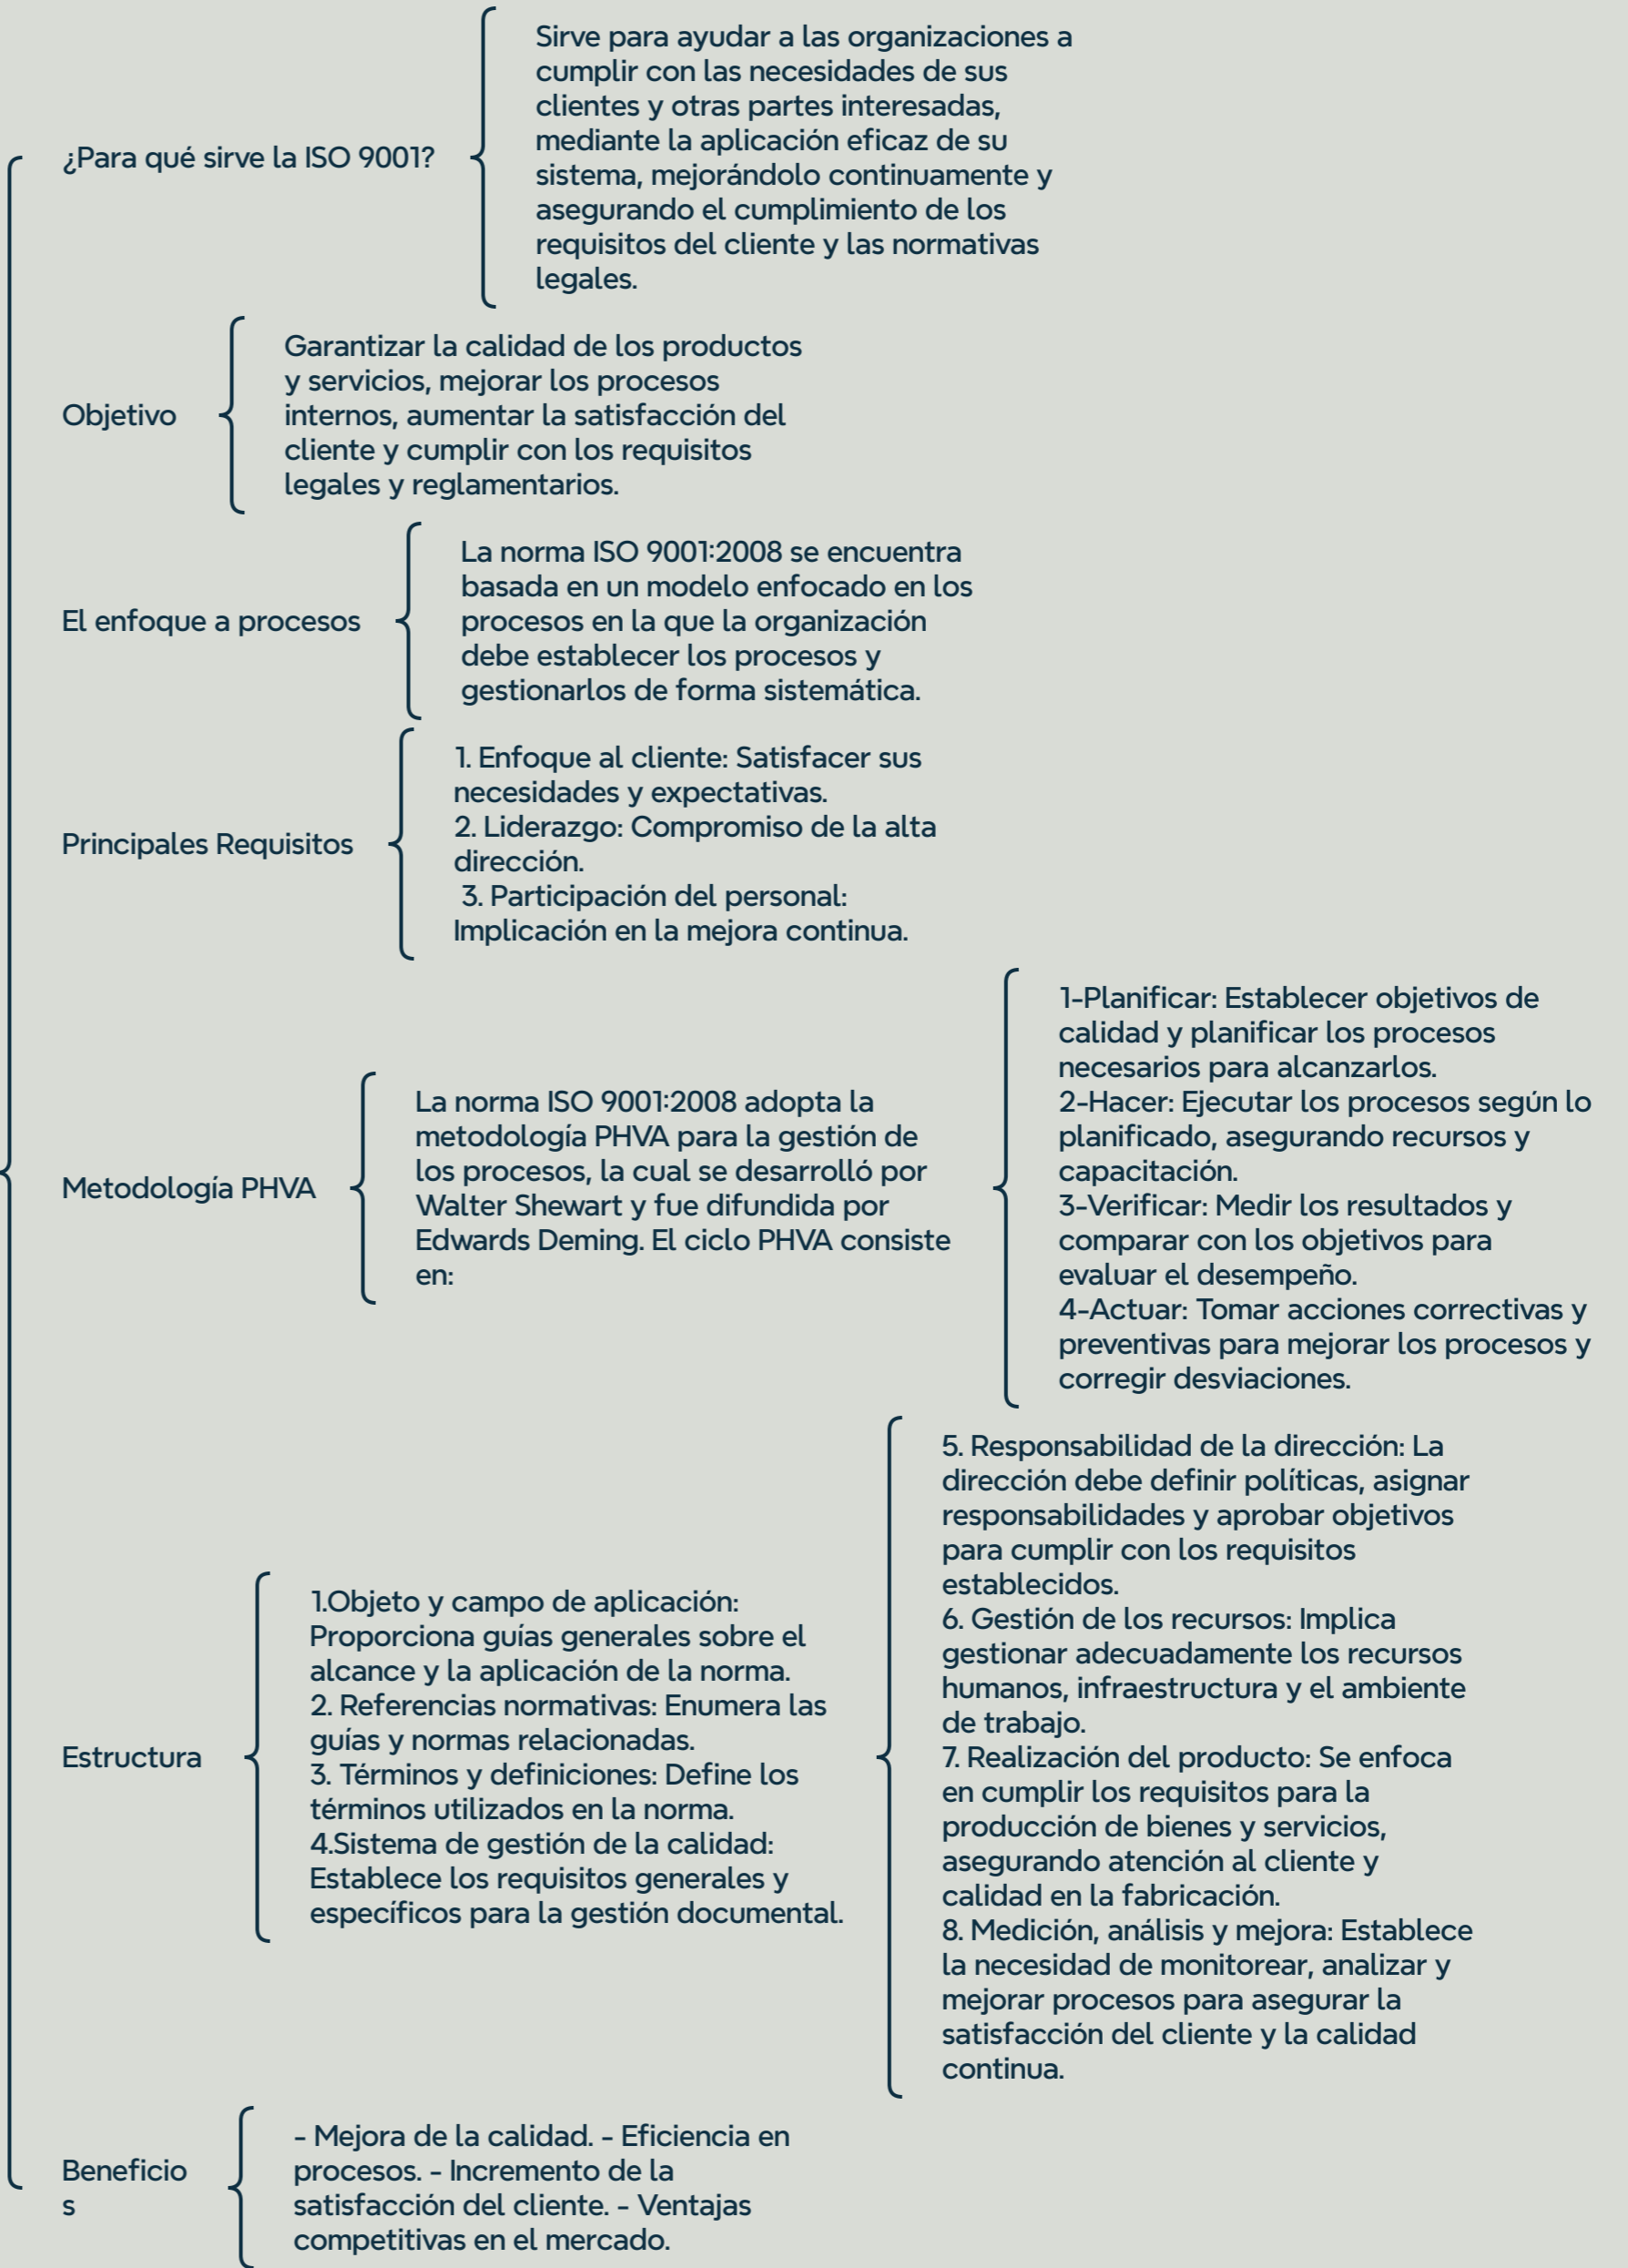 ¿Para qué sirve la ISO 9001?
Sirve para ayudar a las organizaciones a
cumplir con las necesidades de sus
clientes y otras partes interesadas,
mediante la aplicación eficaz de su
sistema, mejorándolo continuamente y
asegurando el cumplimiento de los
requisitos del cliente y las normativas
legales.
Objetivo
Garantizar la calidad de los productos
y servicios, mejorar los procesos
internos, aumentar la satisfacción del
cliente y cumplir con los requisitos
legales y reglamentarios.
El enfoque a procesos
La norma ISO 9001:2008 se encuentra
basada en un modelo enfocado en los
procesos en la que la organización
debe establecer los procesos y
gestionarlos de forma sistemática.
Principales Requisitos
1. Enfoque al cliente: Satisfacer sus
necesidades y expectativas.
2. Liderazgo: Compromiso de la alta
dirección.
3. Participación del personal:
Implicación en la mejora continua.
Metodología PHVA
La norma ISO 9001:2008 adopta la
metodología PHVA para la gestión de
los procesos, la cual se desarrolló por
Walter Shewart y fue difundida por
Edwards Deming. El ciclo PHVA consiste
en:
1-Planificar: Establecer objetivos de
calidad y planificar los procesos
necesarios para alcanzarlos.
2-Hacer: Ejecutar los procesos según lo
planificado, asegurando recursos y
capacitación.
3-Verificar: Medir los resultados y
comparar con los objetivos para
evaluar el desempeño.
4-Actuar: Tomar acciones correctivas y
preventivas para mejorar los procesos y
corregir desviaciones.
Estructura
1.Objeto y campo de aplicación:
Proporciona guías generales sobre el
alcance y la aplicación de la norma.
2. Referencias normativas: Enumera las
guías y normas relacionadas.
3. Términos y definiciones: Define los
términos utilizados en la norma.
4.Sistema de gestión de la calidad:
Establece los requisitos generales y
específicos para la gestión documental.
5. Responsabilidad de la dirección: La
dirección debe definir políticas, asignar
responsabilidades y aprobar objetivos
para cumplir con los requisitos
establecidos.
6. Gestión de los recursos: Implica
gestionar adecuadamente los recursos
humanos, infraestructura y el ambiente
de trabajo.
7. Realización del producto: Se enfoca
en cumplir los requisitos para la
producción de bienes y servicios,
asegurando atención al cliente y
calidad en la fabricación.
8. Medición, análisis y mejora: Establece
la necesidad de monitorear, analizar y
mejorar procesos para asegurar la
satisfacción del cliente y la calidad
continua.
Beneficio
s
- Mejora de la calidad. - Eficiencia en
procesos. - Incremento de la
satisfacción del cliente. - Ventajas
competitivas en el mercado.